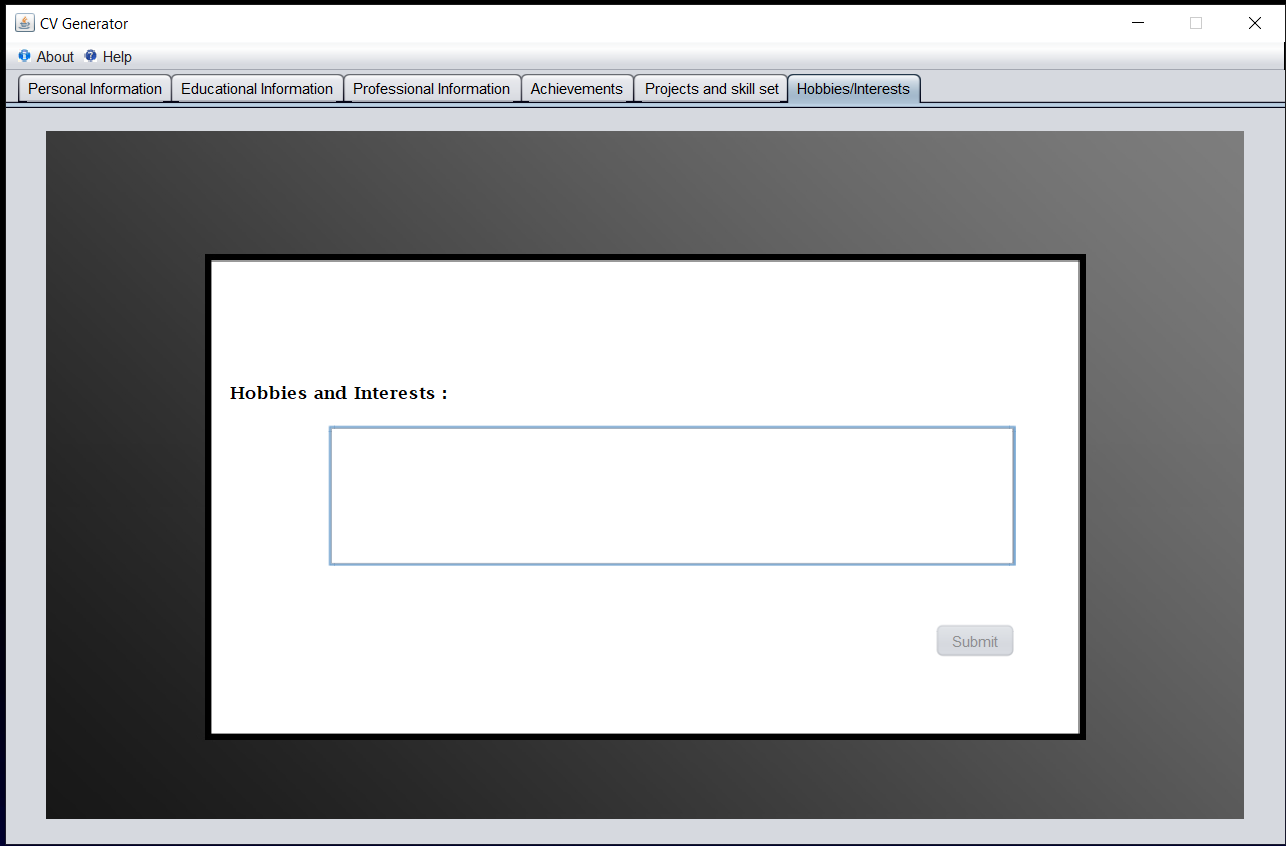 CV Generator
About Help
Personal Information Educational Information Professional Information Achievements Projects and skill set Hobbies/Interests
Hobbies and Interests :
Submit